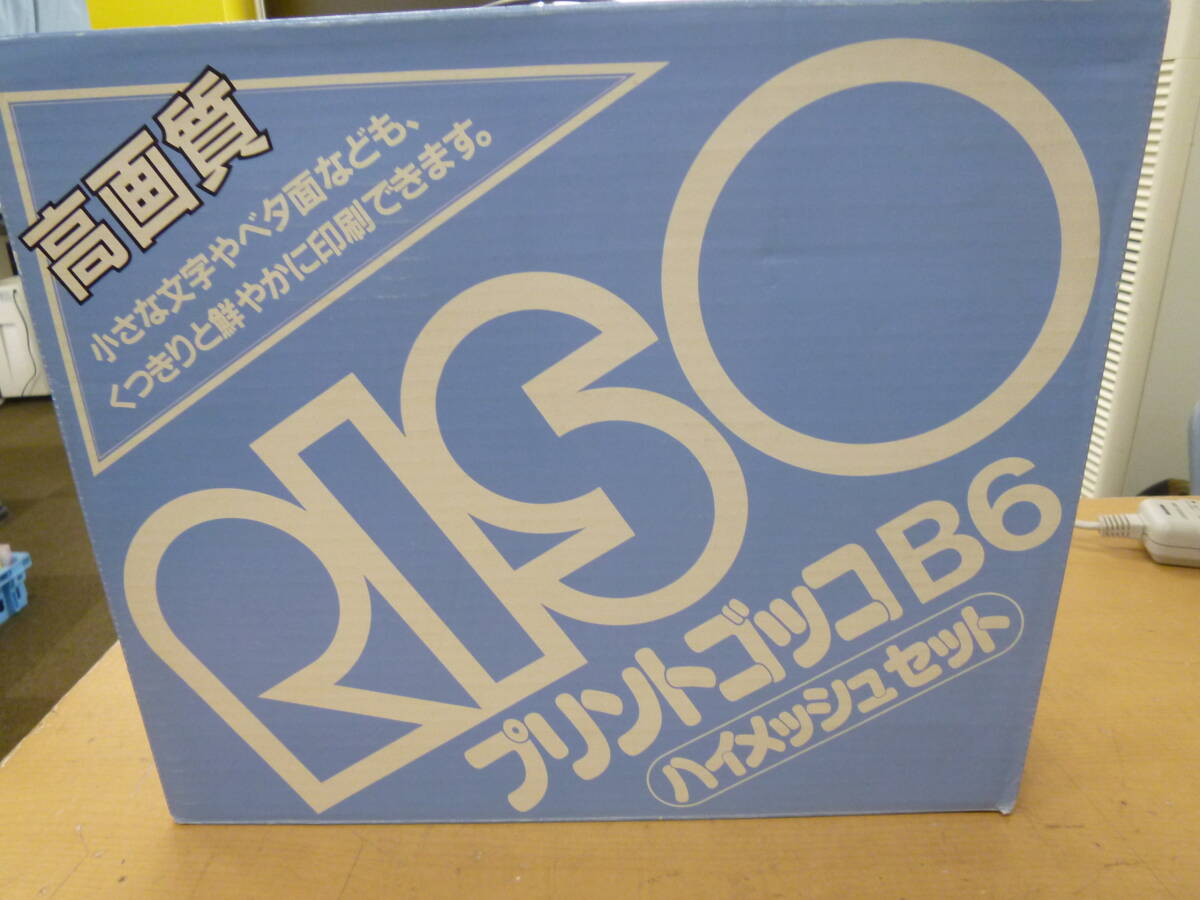 高画質
小さな文字やベタ面なども、
くっきりと鮮やかに印刷できます。
RISO
プリントゴッコB6
ハイメッシュセット